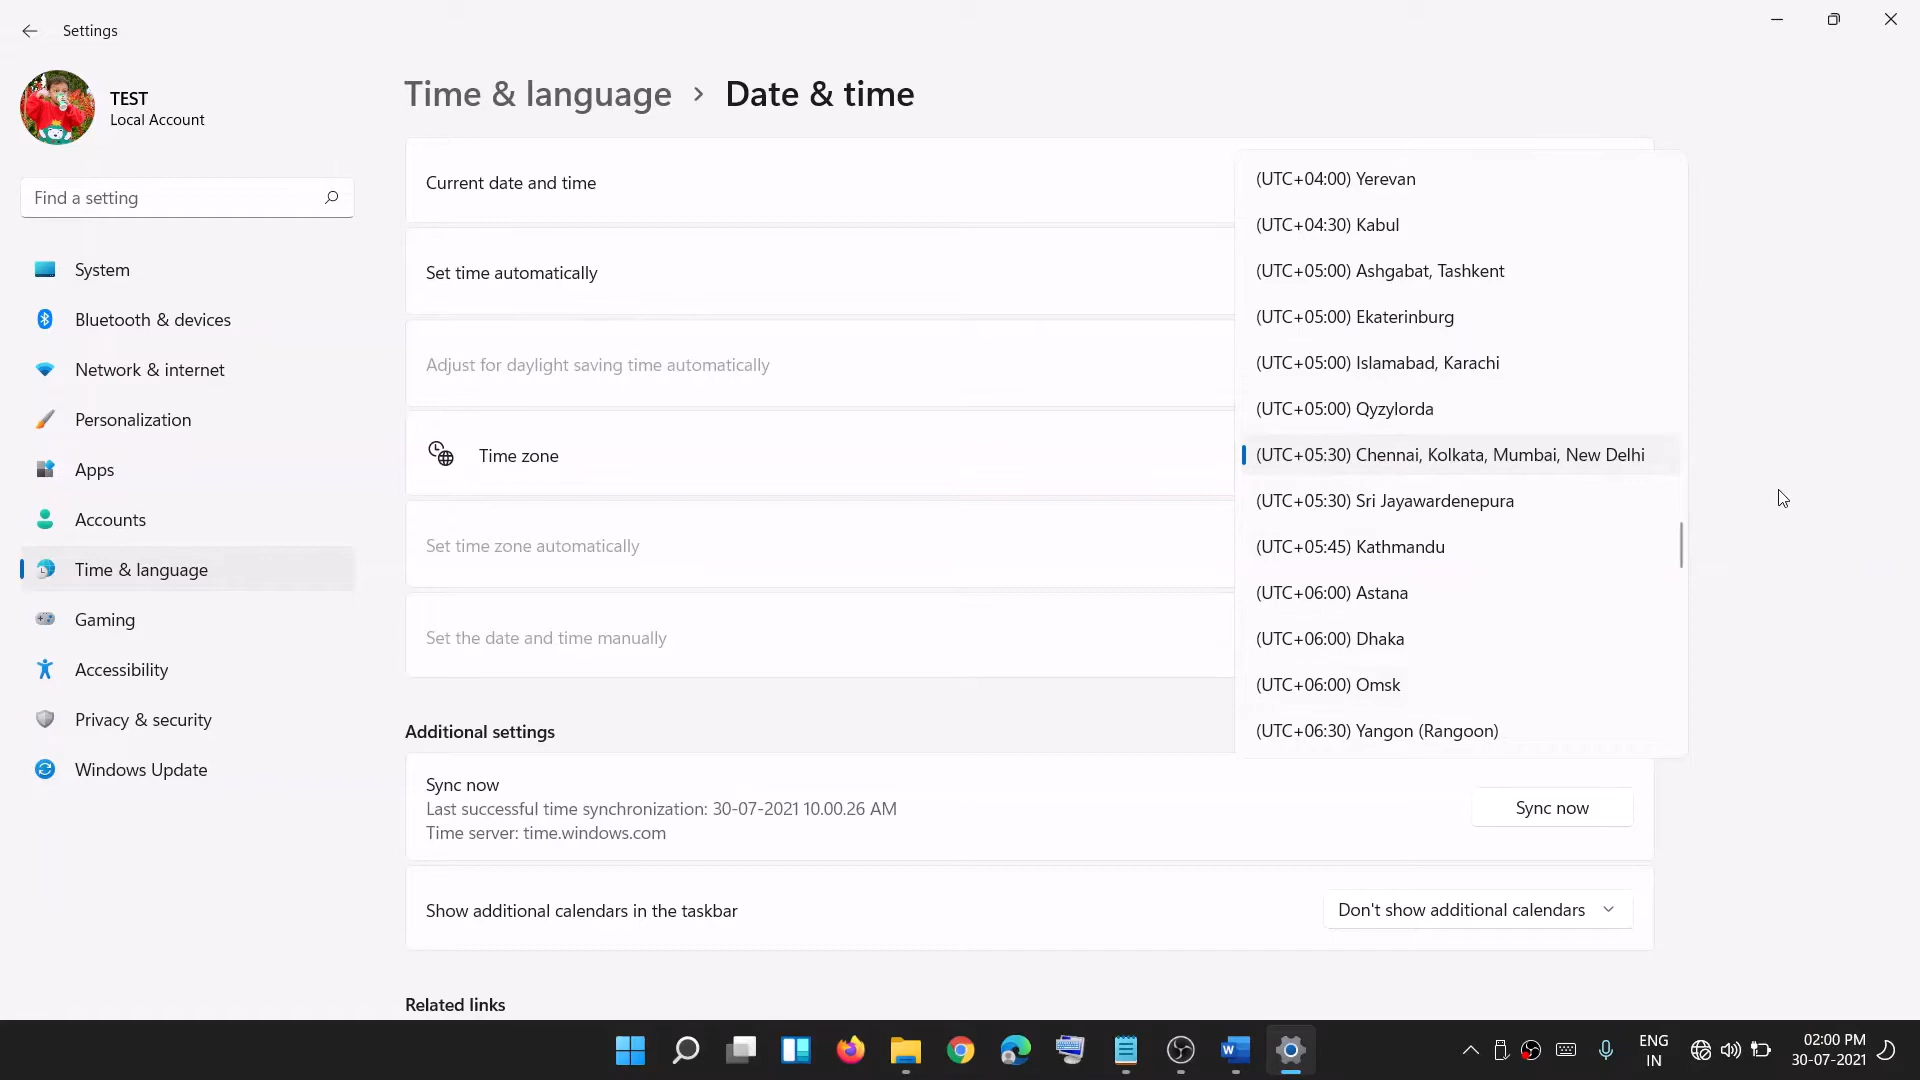 Settings
TEST
Local Account
Find a setting
System
Bluetooth & devices
Network & internet
Personalization
Apps
Accounts
Time & language
Gaming
Accessibility
Privacy & security
Windows Update
Time & language > Date & time
Current date and time
Set time automatically
Adjust for daylight saving time automatically
Time zone
Set time zone automatically
Set the date and time manually
(UTC+04:00) Yerevan
(UTC+04:30) Kabul
(UTC+05:00) Ashgabat, Tashkent
(UTC+05:00) Ekaterinburg
(UTC+05:00) Islamabad, Karachi
(UTC+05:00) Qyzylorda
(UTC+05:30) Chennai, Kolkata, Mumbai, New Delhi
(UTC+05:30) Sri Jayawardenepura
(UTC+05:45) Kathmandu
(UTC+06:00) Astana
(UTC+06:00) Dhaka
(UTC+06:00) Omsk
(UTC+06:30) Yangon (Rangoon)
Additional settings
Sync now
Last successful time synchronization: 30-07-2021 10.00.26 AM
Time server: time.windows.com
Sync now
Show additional calendars in the taskbar
Don't show additional calendars
Related links
W
ENG
IN
02:00 PM
30-07-2021